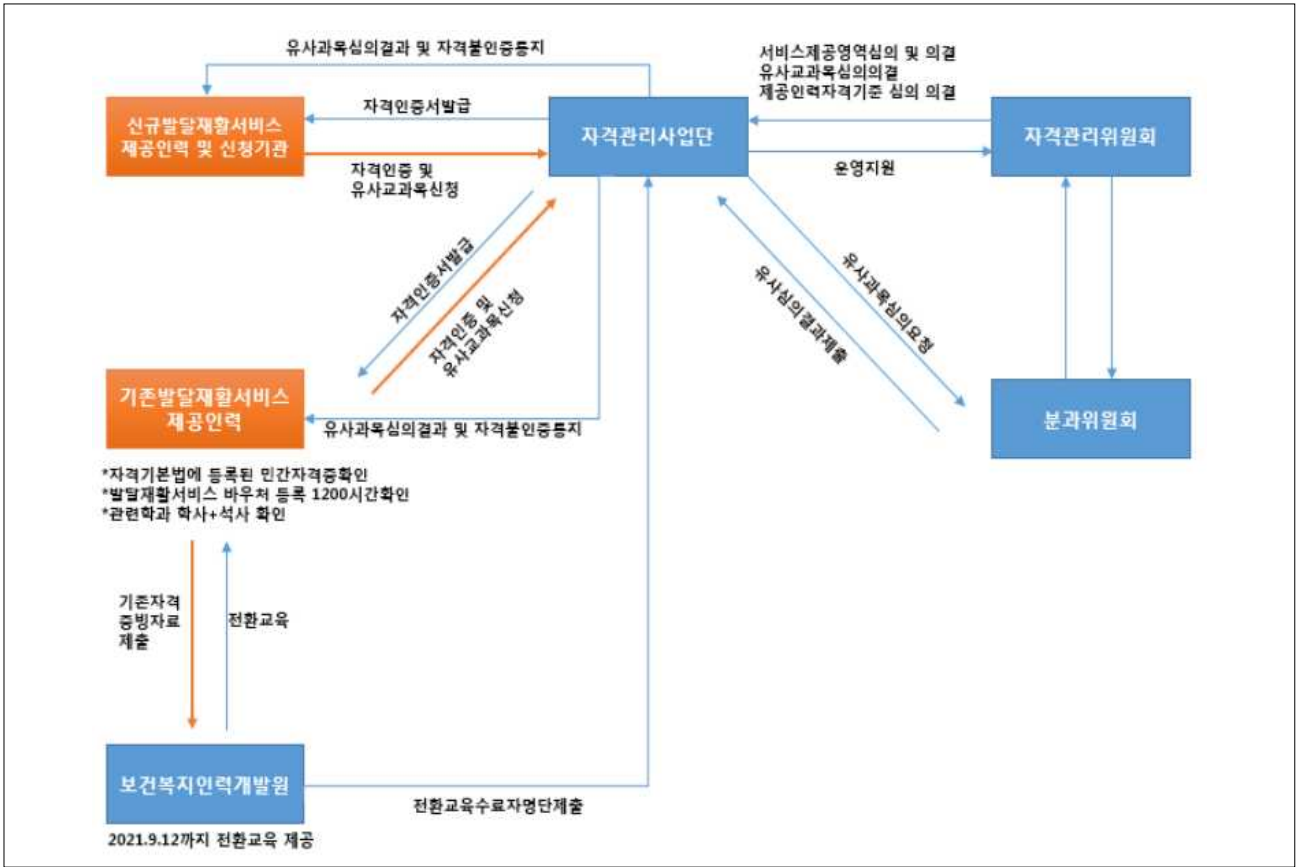 유사과목심의결과 및 자격불인증통지
서비스제공영역심의 및 의결
유사교과목심의의결
제공인력자격기준 심의 의결
신규발달재활서비스
제공인력 및 신청기관
자격인증서발급
자격관리사업단
자격관리위원회
자격인증 및
유사교과목신청
운영지원
자격인증서발급
자격인증 및
유사교과목신청
유사심의결과제출
유사과목심의요청
기존발달재활서비스
제공인력
유사과목심의결과 및 자격불인증통지
분과위원회
*자격기본법에 등록된 민간자격증확인
*발달재활서비스 바우처 등록 1200시간확인
*관련학과 학사+석사 확인
기존자격
증빙자료
제출
전환교육
보건복지인력개발원
전환교육수료자명단제출
2021.9.12까지 전환교육 제공